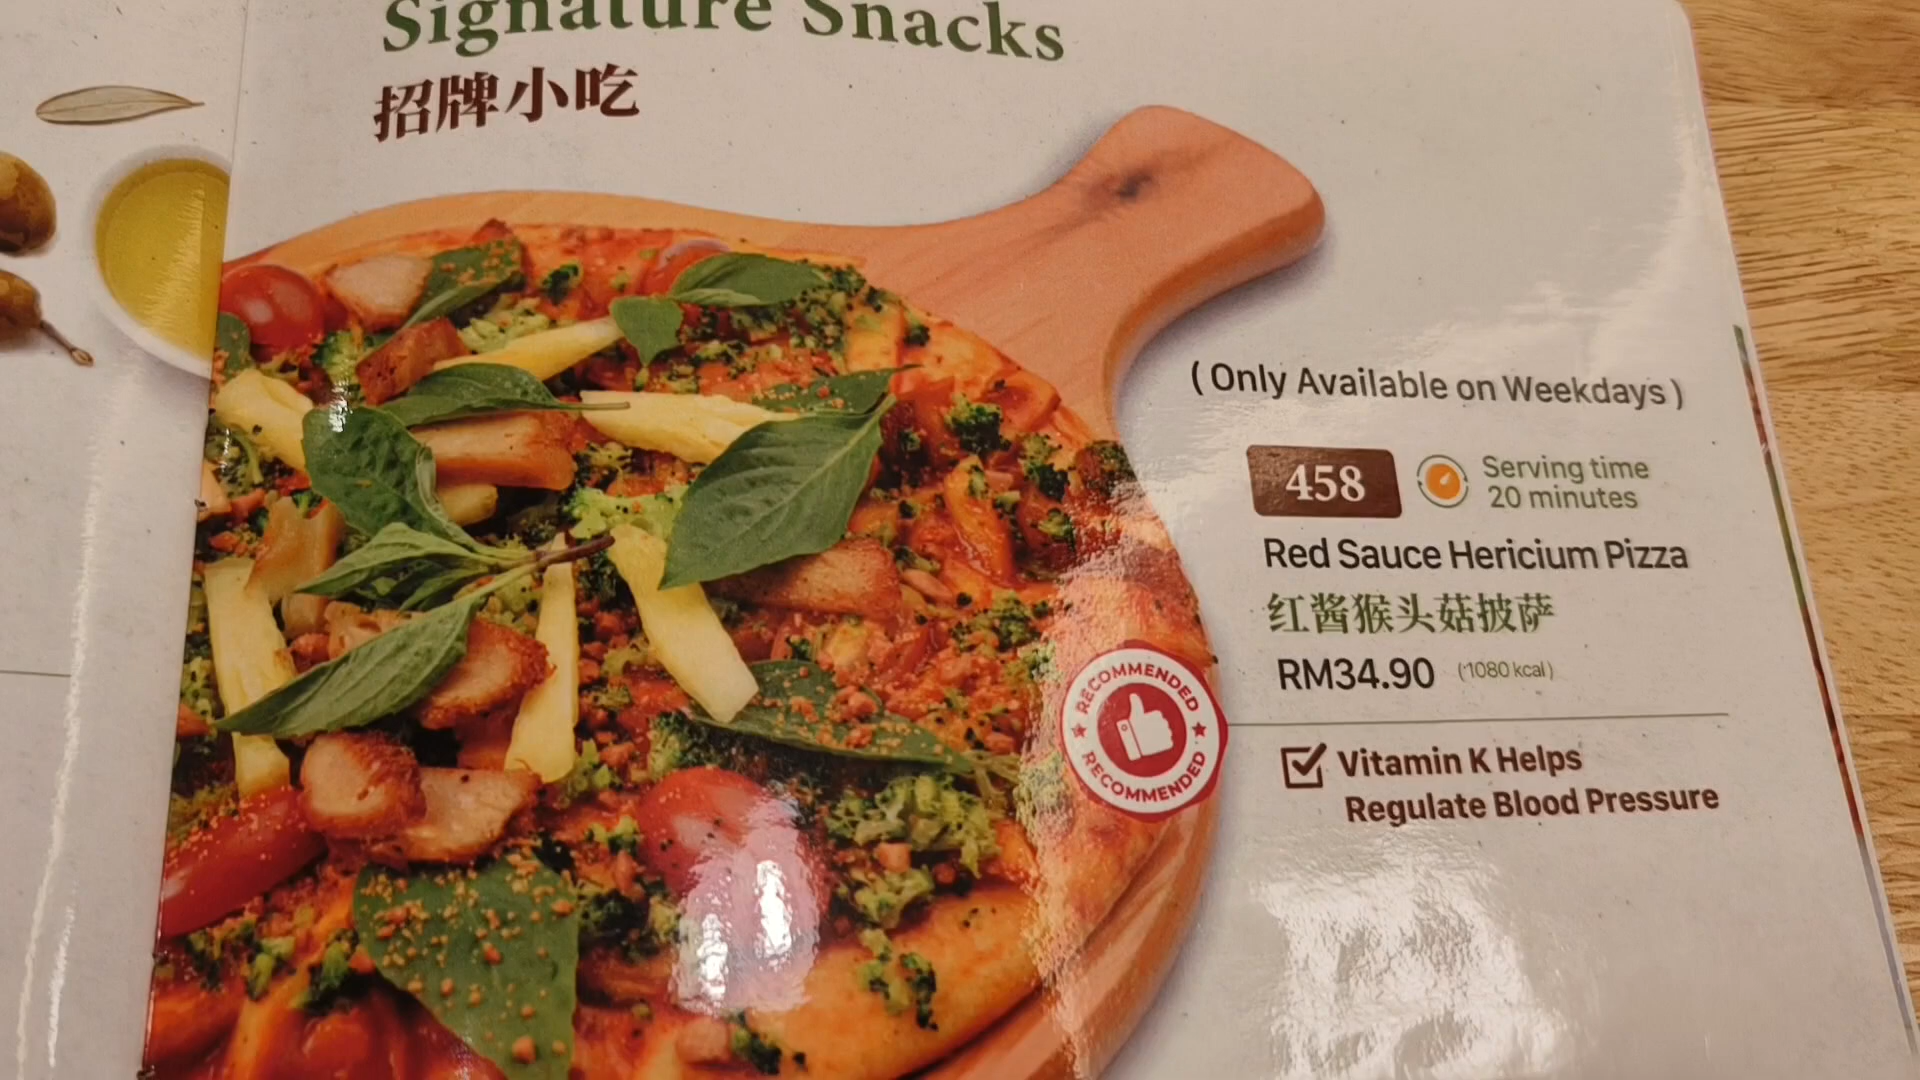 Signature Snacks
招牌小吃
( Only Available on Weekdays )
458
Serving time
20 minutes
Red Sauce Hericium Pizza
红酱猴头菇披萨
RM34.90 (1080 kcal)
RECOMMENDED
RECOMMENDED
Vitamin K Helps
Regulate Blood Pressure